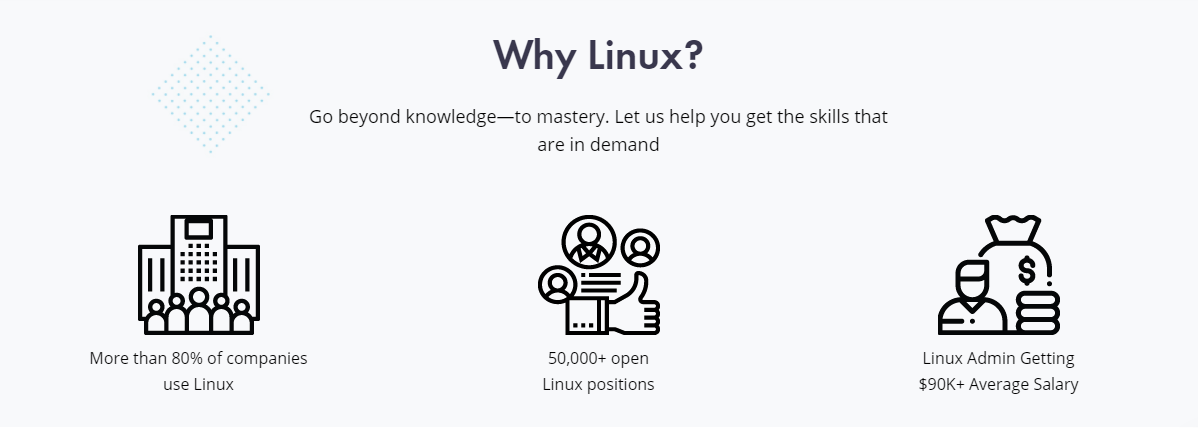 Why Linux?
Go beyond knowledge—to mastery. Let us help you get the skills that
are in demand
More than 80% of companies
use Linux
50,000+ open
Linux positions
Linux Admin Getting
$90K+ Average Salary